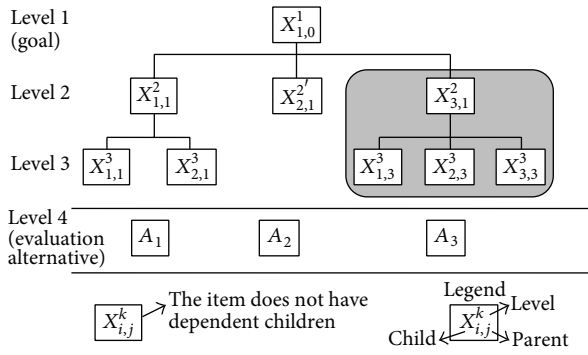 Level 1
(goal)
X^1_{1,0}
Level 2
X^2_{1,1} X^{2'}_{2,1} X^2_{3,1}
Level 3
X^3_{1,1} X^3_{2,1} X^3_{1,3} X^3_{2,3} X^3_{3,3}
Level 4
(evaluation
alternative)
A_1 A_2 A_3
X^k_{i,j}
The item does not have
dependent children
Legend
X^k_{i,j}
Level
Child
Parent